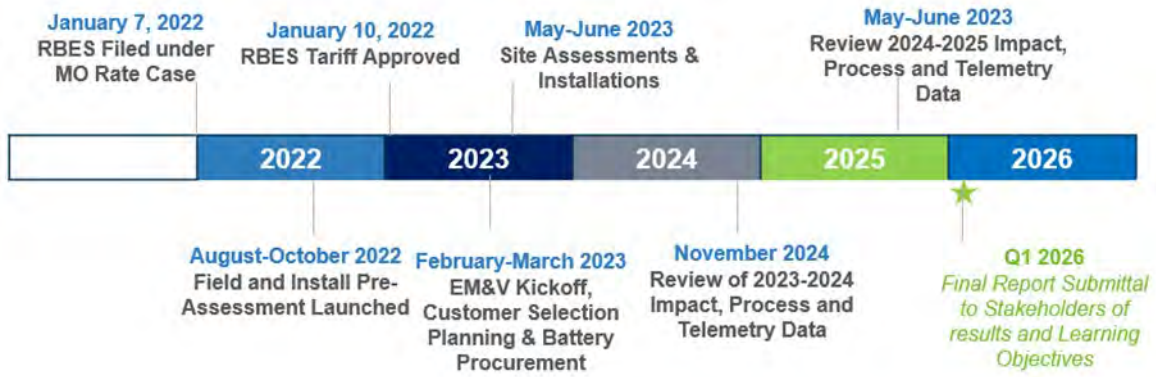 January 7, 2022
RBES Filed under
MO Rate Case
January 10, 2022
RBES Tariff Approved
May-June 2023
Site Assessments &
Installations
May-June 2023
Review 2024-2025 Impact,
Process and Telemetry
Data
2022
2023
2024
2025
2026
August-October 2022
Field and Install Pre-
Assessment Launched
February-March 2023
EM&V Kickoff,
Customer Selection
Planning & Battery
Procurement
November 2024
Review of 2023-2024
Impact, Process and
Telemetry Data
Q1 2026
Final Report Submittal
to Stakeholders of
results and Learning
Objectives